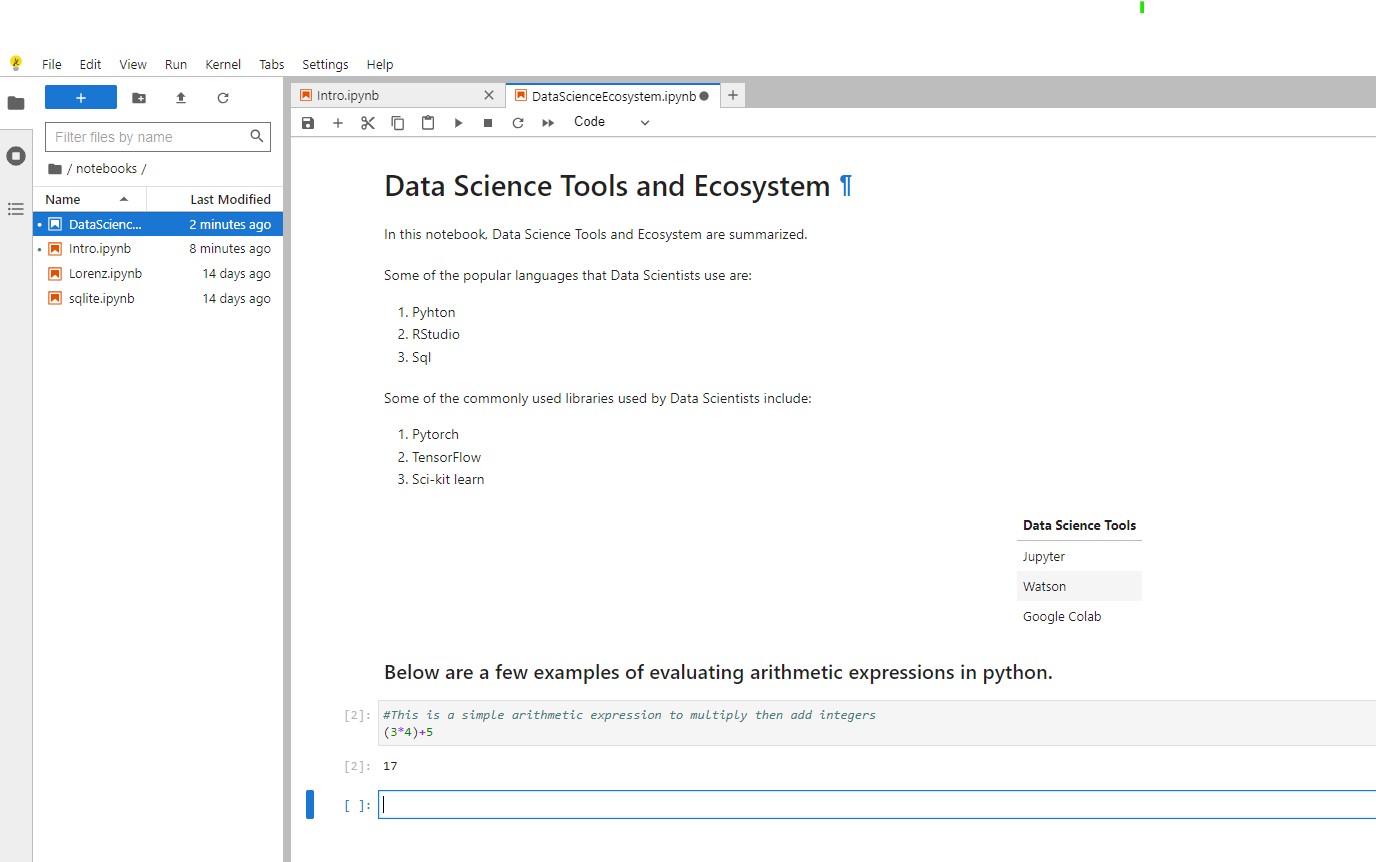 File Edit View Run Kernel Tabs Settings Help
+
Filter files by name
/ notebooks /
Name Last Modified
DataScienc... 2 minutes ago
Intro.ipynb 8 minutes ago
Lorenz.ipynb 14 days ago
sqlite.ipynb 14 days ago
Intro.ipynb DataScienceEcosystem.ipynb
Code
Data Science Tools and Ecosystem ¶
In this notebook, Data Science Tools and Ecosystem are summarized.
Some of the popular languages that Data Scientists use are:
1. Pyhton
2. RStudio
3. Sql
Some of the commonly used libraries used by Data Scientists include:
1. Pytorch
2. TensorFlow
3. Sci-kit learn
Data Science Tools
Jupyter
Watson
Google Colab
Below are a few examples of evaluating arithmetic expressions in python.
[2]: #This is a simple arithmetic expression to multiply then add integers
(3*4)+5
[2]: 17
[ ]: